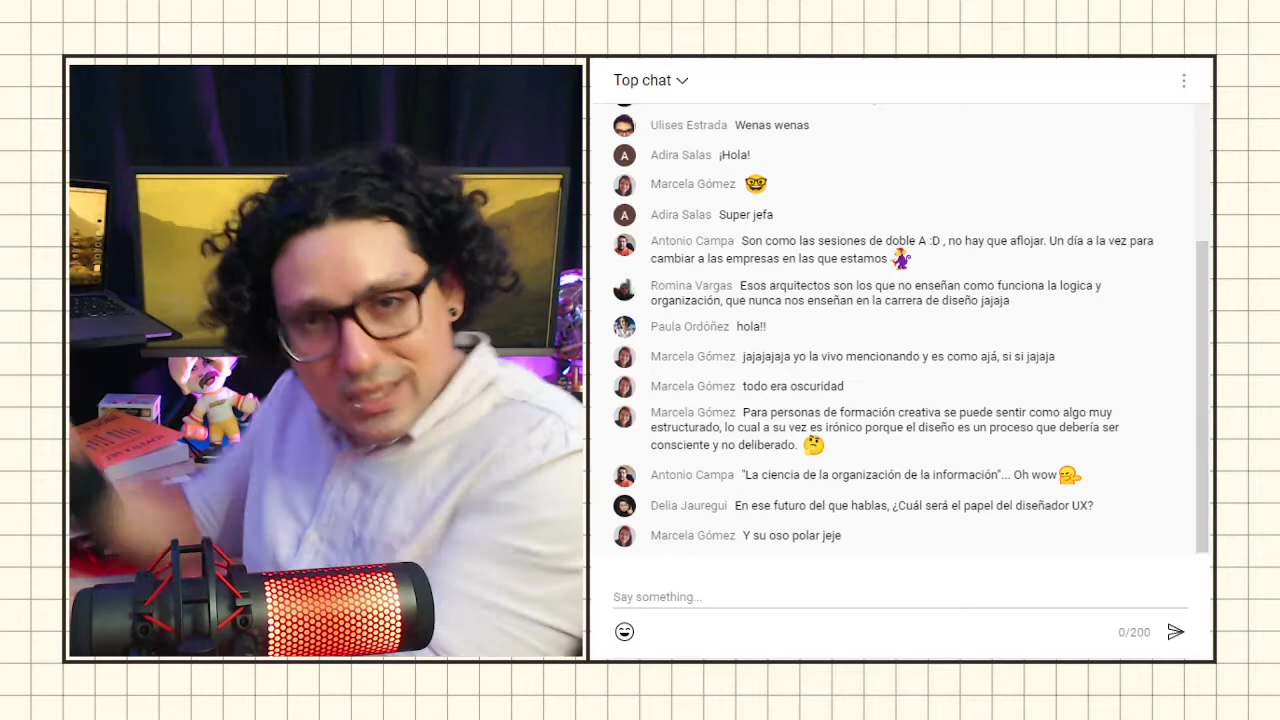 Top chat
Ulises Estrada Wenas wenas
A Adira Salas ¡Hola!
Marcela Gómez 🤓
A Adira Salas Super jefa
Antonio Campa Son como las sesiones de doble A :D , no hay que aflojar. Un día a la vez para
cambiar a las empresas en las que estamos
Romina Vargas Esos arquitectos son los que no enseñan como funciona la logica y
organización, que nunca nos enseñan en la carrera de diseño jajaja
Paula Ordóñez hola!!
Marcela Gómez jajajajaja yo la vivo mencionando y es como ajá, si si jajaja
Marcela Gómez todo era oscuridad
Marcela Gómez Para personas de formación creativa se puede sentir como algo muy
estructurado, lo cual a su vez es irónico porque el diseño es un proceso que debería ser
consciente y no deliberado. 🤔
Antonio Campa "La ciencia de la organización de la información"... Oh wow🤗
Delia Jauregui En ese futuro del que hablas, ¿Cuál será el papel del diseñador UX?
Marcela Gómez Y su oso polar jeje
Say something...
0/200